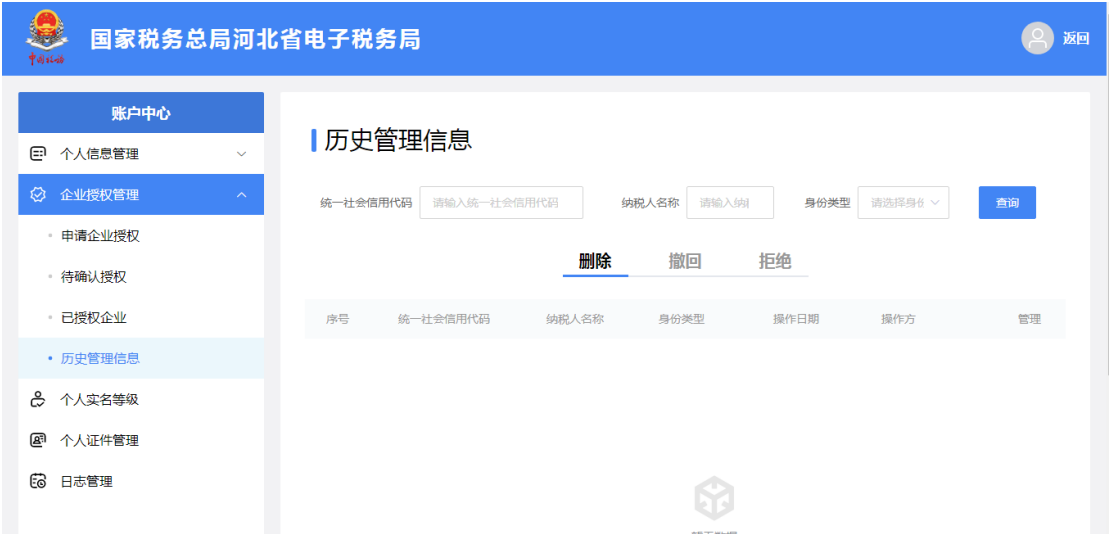 国家税务总局河北省电子税务局
返回
中国税务
账户中心
个人信息管理
企业授权管理
申请企业授权
待确认授权
已授权企业
历史管理信息
个人实名等级
个人证件管理
日志管理
历史管理信息
统一社会信用代码 请输入统一社会信用代码 纳税人名称 请输入纳 身份类型 请选择身份 查询
删除 撤回 拒绝
序号 统一社会信用代码 纳税人名称 身份类型 操作日期 操作方 管理